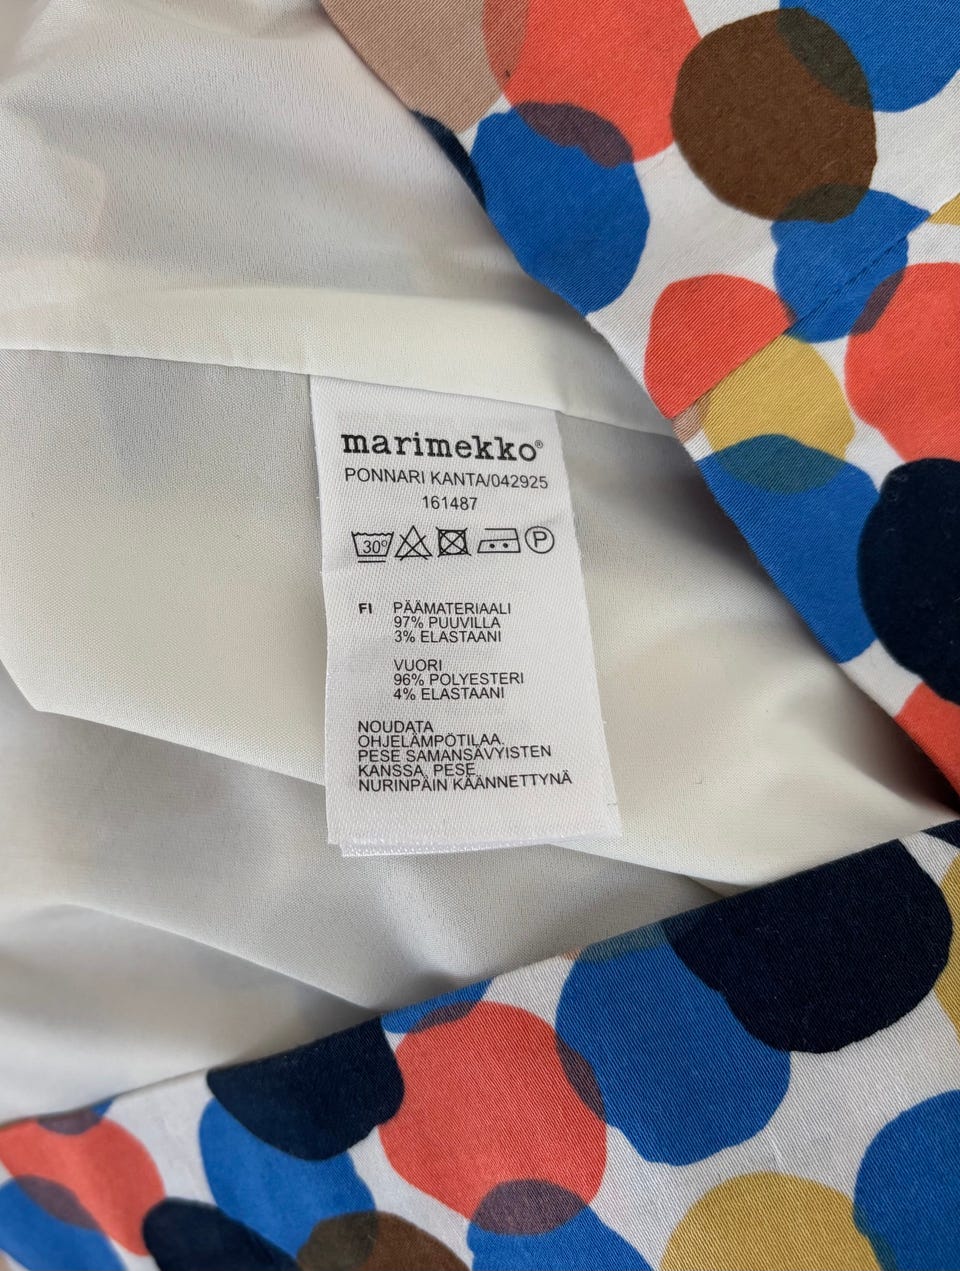 marimekko®
PONNARI KANTA/042925
161487
30° P
FI PÄÄMATERIAALI
97% PUUVILLA
3% ELASTAANI
VUORI
96% POLYESTERI
4% ELASTAANI
NOUDATA
OHJELÄMPÖTILAA.
PESE SAMANSÄVYISTEN
KANSSA. PESE
NURINPÄIN KÄÄNNETTYNÄ